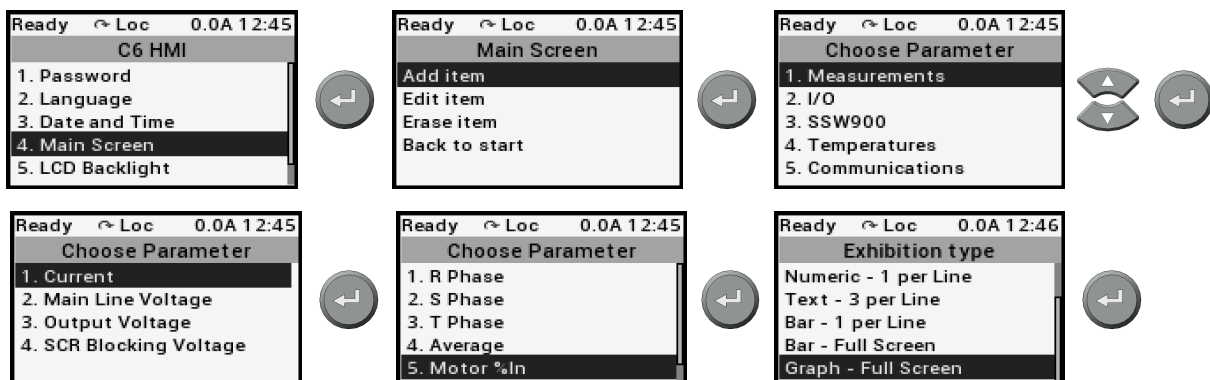 Ready Loc 0.0A 12:45
C6 HMI
1. Password
2. Language
3. Date and Time
4. Main Screen
5. LCD Backlight
Ready Loc 0.0A 12:45
Main Screen
Add item
Edit item
Erase item
Back to start
Ready Loc 0.0A 12:45
Choose Parameter
1. Measurements
2. I/O
3. SSW900
4. Temperatures
5. Communications
Ready Loc 0.0A 12:45
Choose Parameter
1. Current
2. Main Line Voltage
3. Output Voltage
4. SCR Blocking Voltage
Ready Loc 0.0A 12:45
Choose Parameter
1. R Phase
2. S Phase
3. T Phase
4. Average
5. Motor %In
Ready Loc 0.0A 12:46
Exhibition type
Numeric - 1 per Line
Text - 3 per Line
Bar - 1 per Line
Bar - Full Screen
Graph - Full Screen